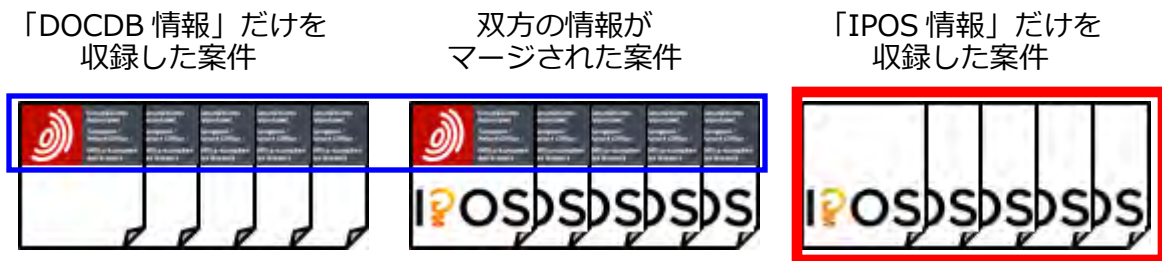 「DOCDB 情報」だけを
収録した案件
双方の情報が
マージされた案件
「IPOS 情報」だけを
収録した案件
IPOS
IPOS